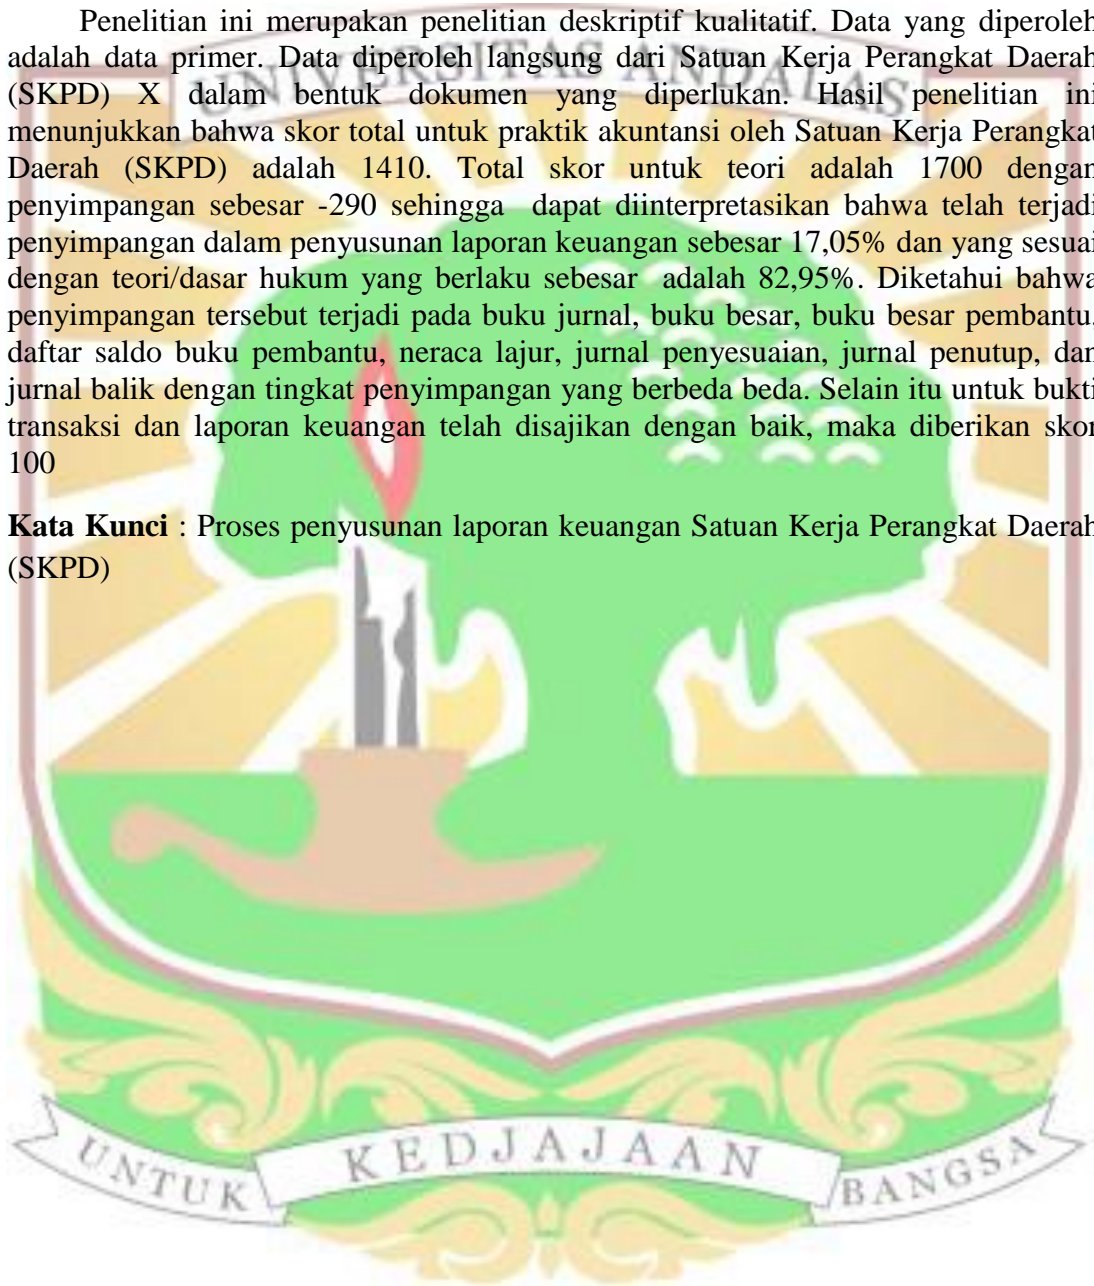 Penelitian ini merupakan penelitian deskriptif kualitatif. Data yang diperoleh
adalah data primer. Data diperoleh langsung dari Satuan Kerja Perangkat Daerah
(SKPD) X dalam bentuk dokumen yang diperlukan. Hasil penelitian ini
menunjukkan bahwa skor total untuk praktik akuntansi oleh Satuan Kerja Perangkat
Daerah (SKPD) adalah 1410. Total skor untuk teori adalah 1700 dengan
penyimpangan sebesar -290 sehingga dapat diinterpretasikan bahwa telah terjadi
penyimpangan dalam penyusunan laporan keuangan sebesar 17,05% dan yang sesuai
dengan teori/dasar hukum yang berlaku sebesar adalah 82,95%. Diketahui bahwa
penyimpangan tersebut terjadi pada buku jurnal, buku besar, buku besar pembantu,
daftar saldo buku pembantu, neraca lajur, jurnal penyesuaian, jurnal penutup, dan
jurnal balik dengan tingkat penyimpangan yang berbeda beda. Selain itu untuk bukti
transaksi dan laporan keuangan telah disajikan dengan baik, maka diberikan skor
100
Kata Kunci : Proses penyusunan laporan keuangan Satuan Kerja Perangkat Daerah
(SKPD)
UNIVERSITAS ANDALAS
UNTUK KEDJAJAAN BANGSA